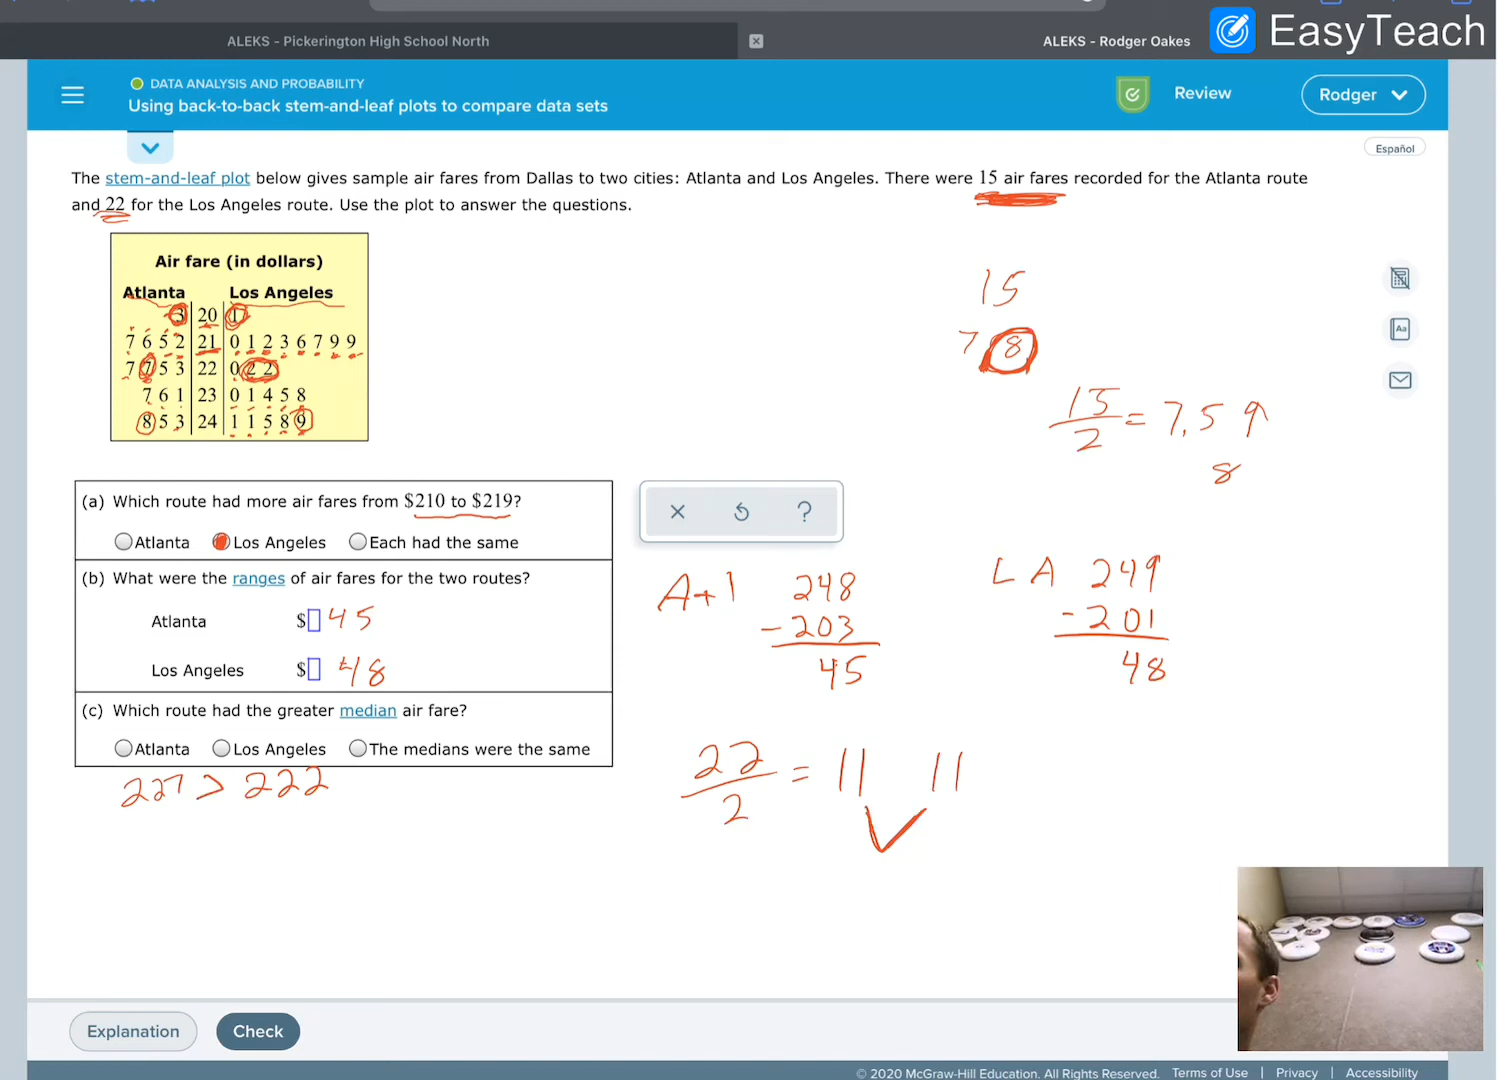 ALEKS - Pickerington High School North
ALEKS - Rodger Oakes
EasyTeach
DATA ANALYSIS AND PROBABILITY
Using back-to-back stem-and-leaf plots to compare data sets
Review
Rodger
Español
The stem-and-leaf plot below gives sample air fares from Dallas to two cities: Atlanta and Los Angeles. There were 15 air fares recorded for the Atlanta route
and 22 for the Los Angeles route. Use the plot to answer the questions.
Air fare (in dollars)
Atlanta Los Angeles
3 20 1
7 6 5 2 21 0 1 2 3 6 7 9 9
7 7 5 3 22 0 2 2
7 6 1 23 0 1 4 5 8
8 5 3 24 1 1 5 8 9
15
7 8
15
2
= 7.5 ↑
8
(a) Which route had more air fares from $210 to $219?
Atlanta Los Angeles Each had the same
(b) What were the ranges of air fares for the two routes?
Atlanta $ 45
Los Angeles $ 48
(c) Which route had the greater median air fare?
Atlanta Los Angeles The medians were the same
227 > 222
× ?
Atl 248
- 203
45
LA 249
- 201
48
22
2
= 11 11
Explanation
Check
© 2020 McGraw-Hill Education. All Rights Reserved. Terms of Use | Privacy | Accessibility